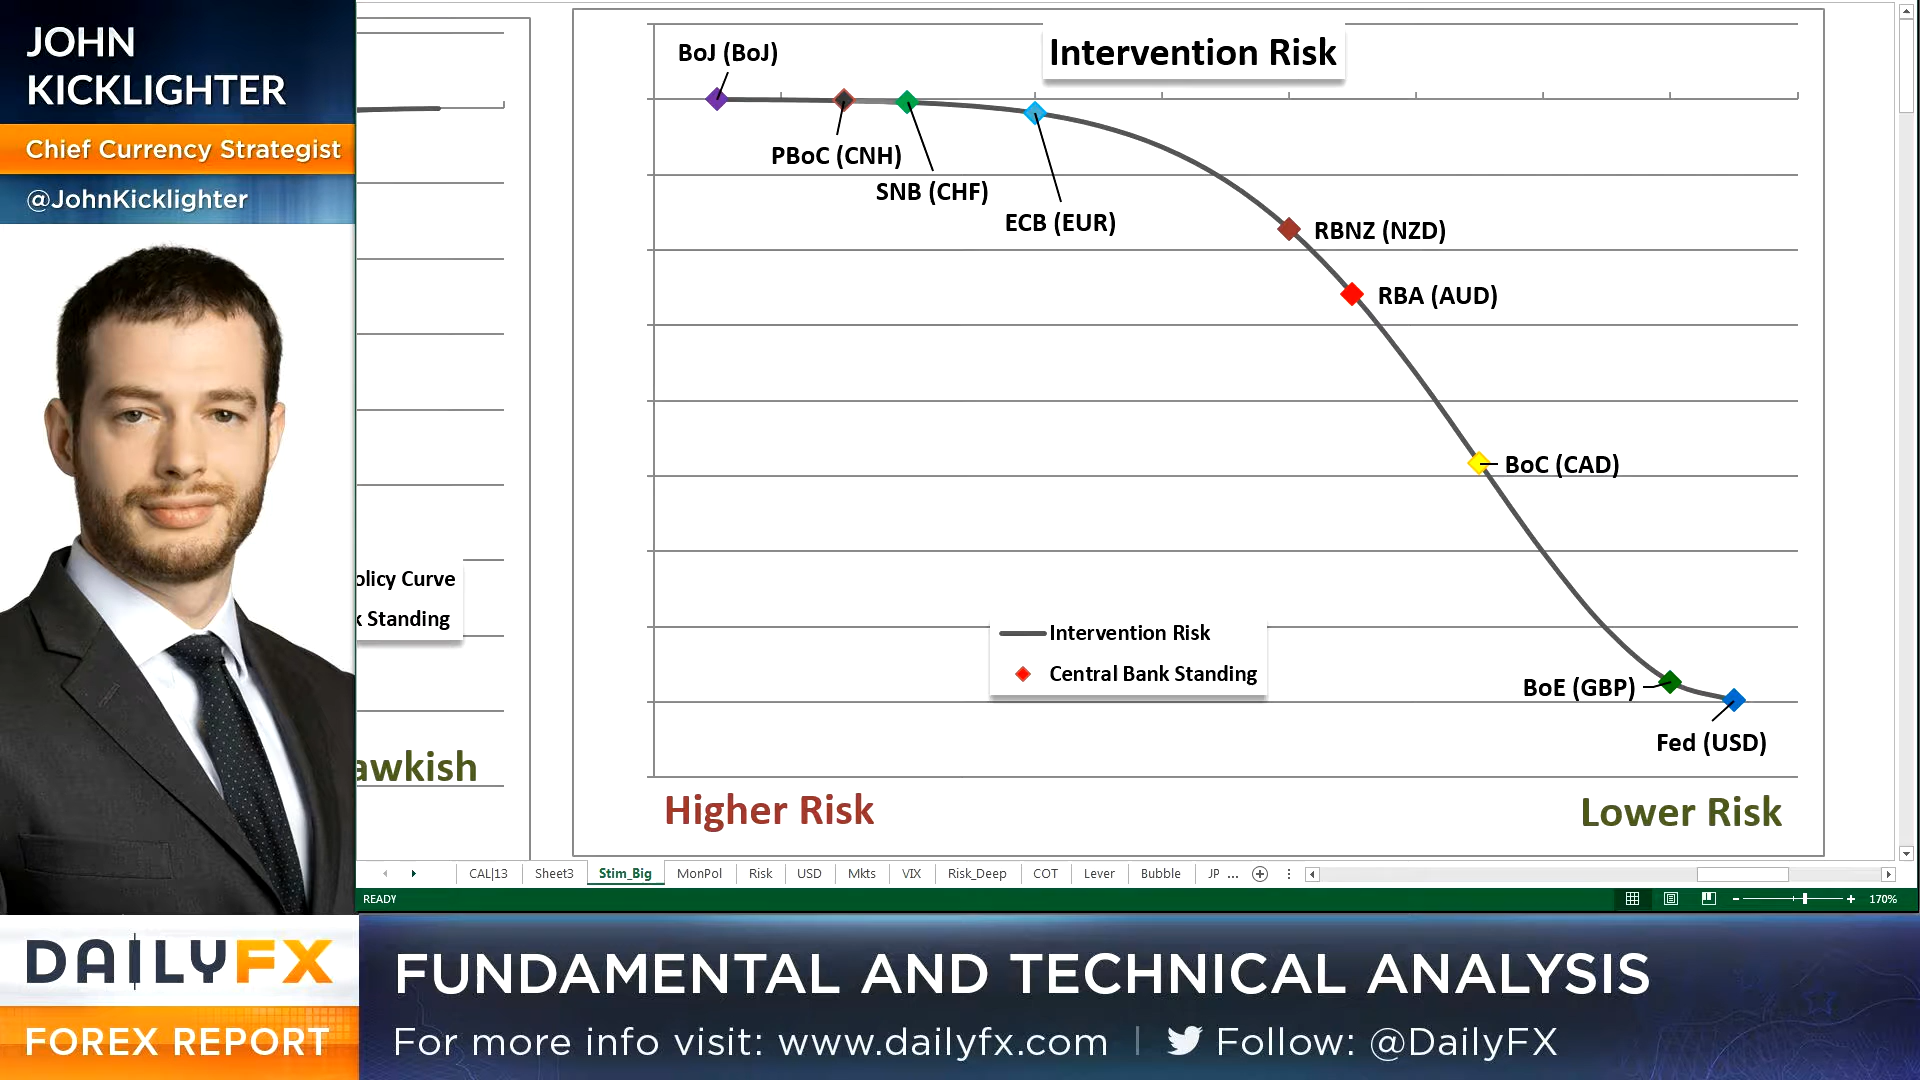 JOHN
KICKLIGHTER
Chief Currency Strategist
@JohnKicklighter
olicy Curve
k Standing
awkish
Intervention Risk
BoJ (BoJ)
PBoC (CNH)
SNB (CHF)
ECB (EUR)
RBNZ (NZD)
RBA (AUD)
BoC (CAD)
BoE (GBP)
Fed (USD)
Intervention Risk
Central Bank Standing
Higher Risk
Lower Risk
CAL|13 Sheet3 Stim_Big MonPol Risk USD Mkts VIX Risk_Deep COT Lever Bubble JP ...
READY
170%
DAILYFX
FOREX REPORT
FUNDAMENTAL AND TECHNICAL ANALYSIS
For more info visit: www.dailyfx.com | Follow: @DailyFX